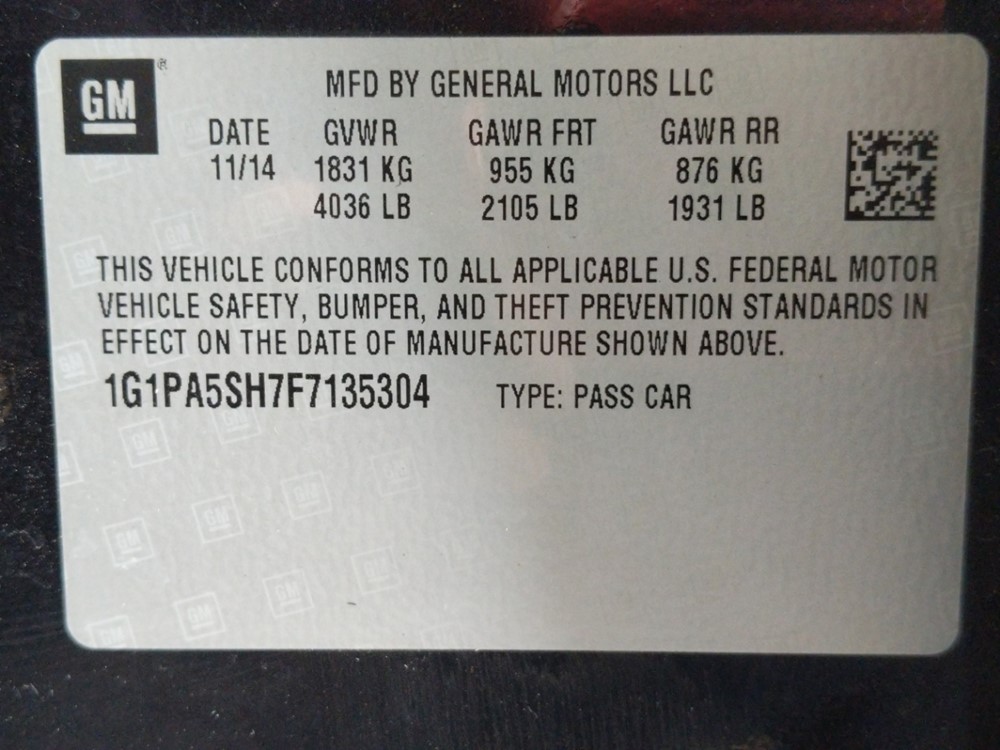 GM ®
MFD BY GENERAL MOTORS LLC
DATE GVWR GAWR FRT GAWR RR
11/14 1831 KG 955 KG 876 KG
4036 LB 2105 LB 1931 LB
THIS VEHICLE CONFORMS TO ALL APPLICABLE U.S. FEDERAL MOTOR
VEHICLE SAFETY, BUMPER, AND THEFT PREVENTION STANDARDS IN
EFFECT ON THE DATE OF MANUFACTURE SHOWN ABOVE.
1G1PA5SH7F7135304 TYPE: PASS CAR